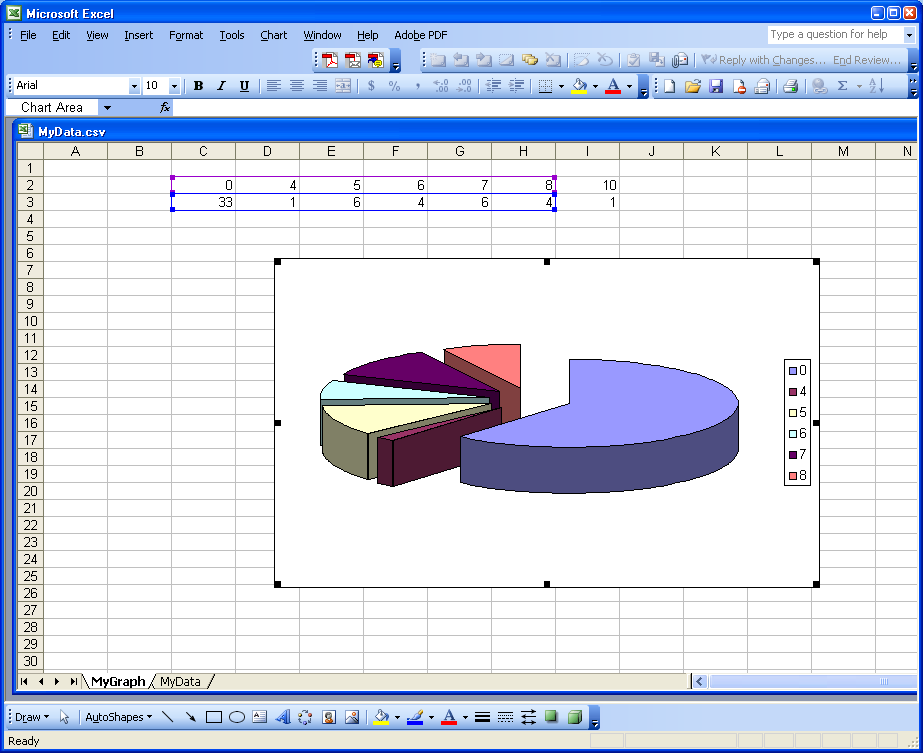 Microsoft Excel
File Edit View Insert Format Tools Chart Window Help Adobe PDF Type a question for help
Reply with Changes... End Review...
Arial 10 B I U $ % ,
Chart Area fx
MyData.csv
A B C D E F G H I J K L M N
1
2 0 4 5 6 7 8 10
3 33 1 6 4 6 4 1
4
5
6
7
8
9
10
11
12
13 0
14 4
15 5
16 6
17 7
18 8
19
20
21
22
23
24
25
26
27
28
29
30
MyGraph MyData
Draw AutoShapes A
Ready